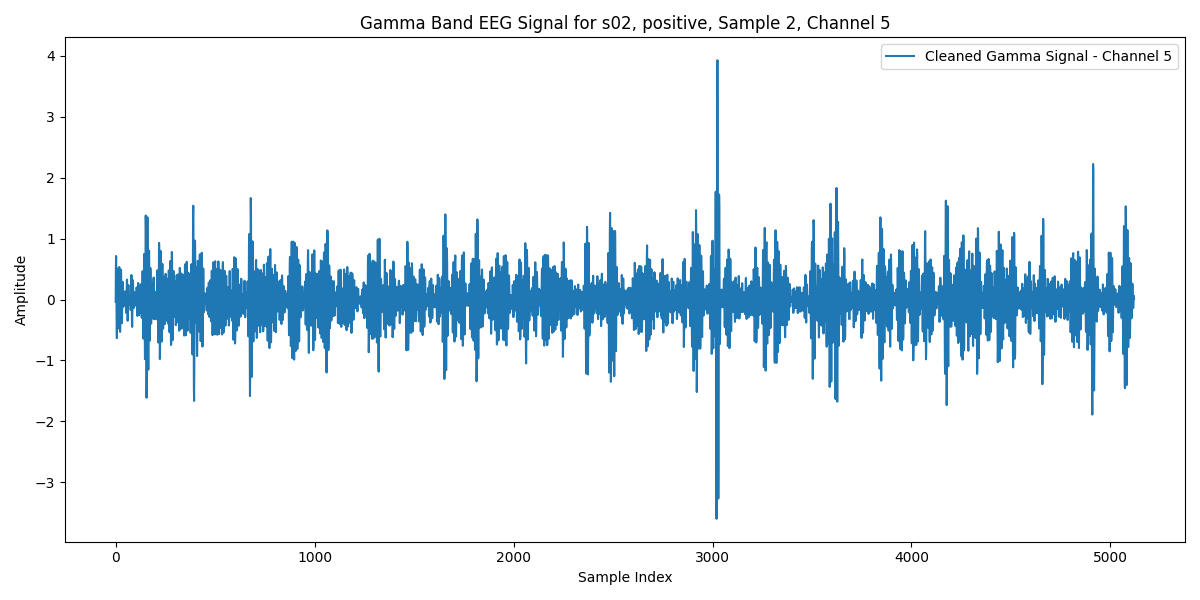 Gamma Band EEG Signal for s02, positive, Sample 2, Channel 5
Cleaned Gamma Signal - Channel 5
Amplitude
4
3
2
1
0
−1
−2
−3
0 1000 2000 3000 4000 5000
Sample Index